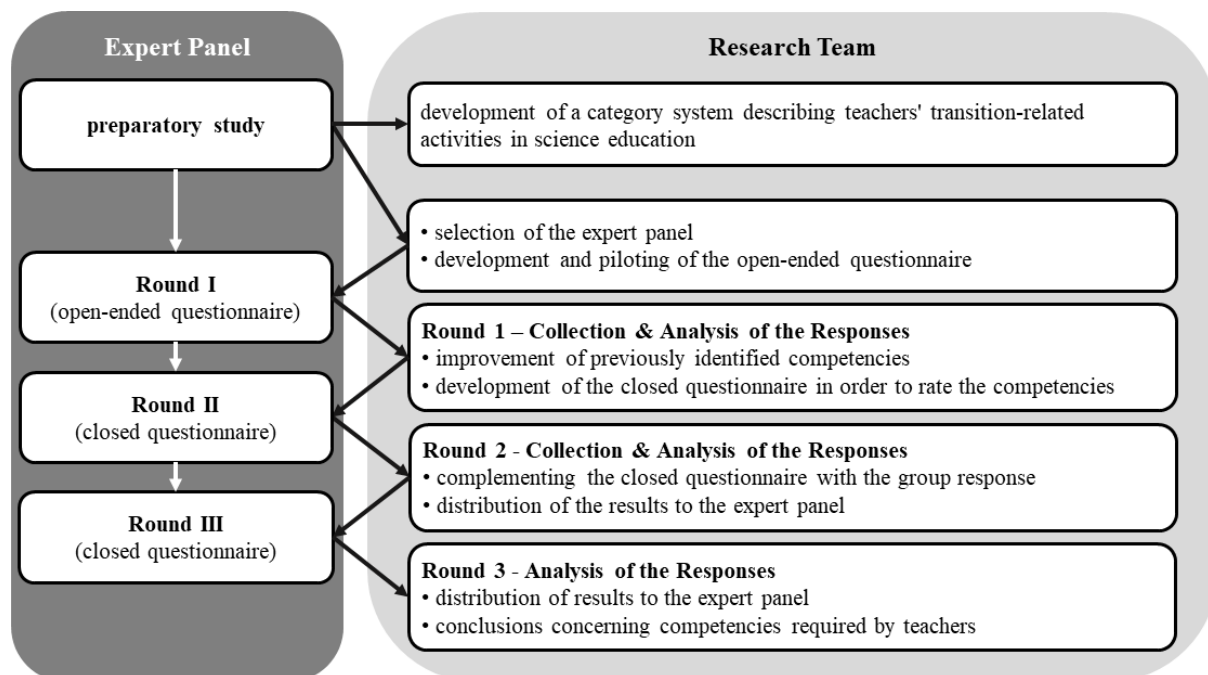 Expert Panel
preparatory study
Round I
(open-ended questionnaire)
Round II
(closed questionnaire)
Round III
(closed questionnaire)
Research Team
development of a category system describing teachers' transition-related
activities in science education
• selection of the expert panel
• development and piloting of the open-ended questionnaire
Round 1 – Collection & Analysis of the Responses
• improvement of previously identified competencies
• development of the closed questionnaire in order to rate the competencies
Round 2 - Collection & Analysis of the Responses
• complementing the closed questionnaire with the group response
• distribution of the results to the expert panel
Round 3 - Analysis of the Responses
• distribution of results to the expert panel
• conclusions concerning competencies required by teachers